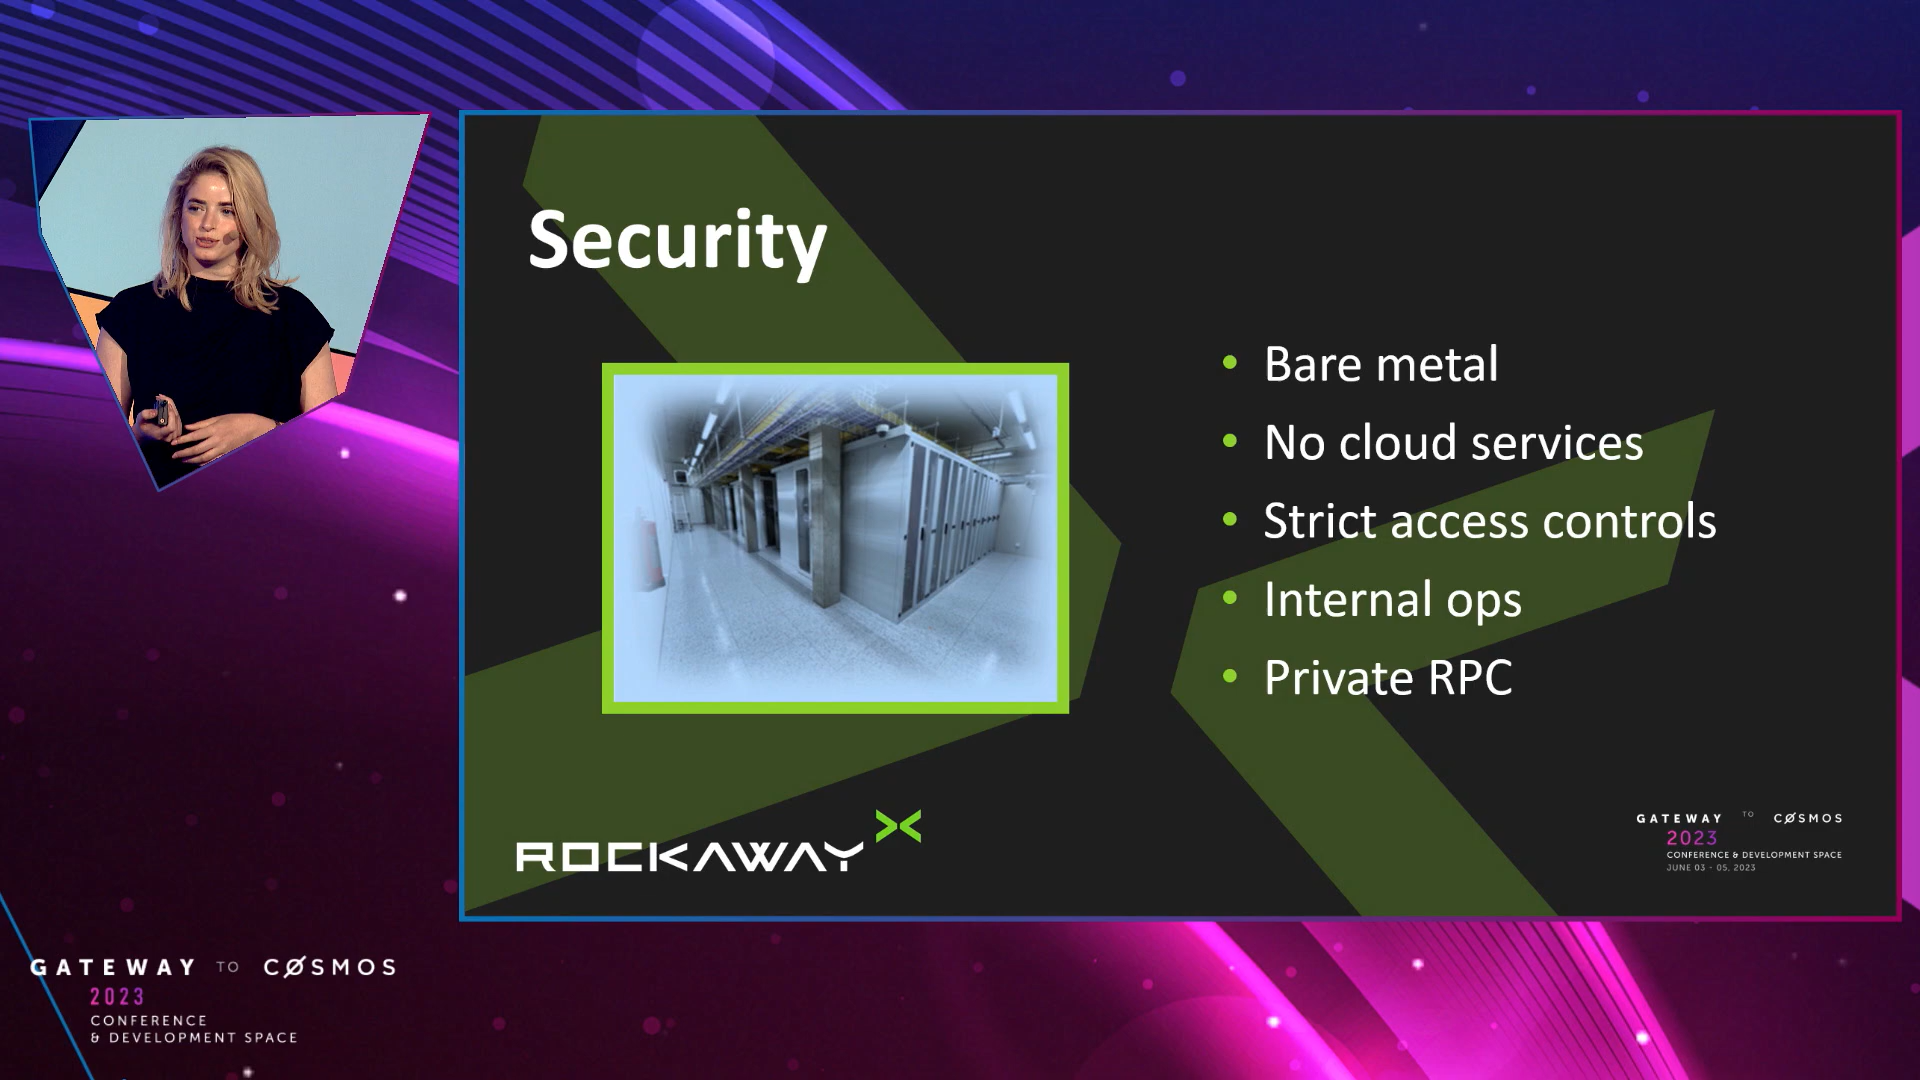 Security
• Bare metal
• No cloud services
• Strict access controls
• Internal ops
• Private RPC
ROCKAWAY
GATEWAY TO CØSMOS
2023
CONFERENCE & DEVELOPMENT SPACE
JUNE 03 - 05, 2023
GATEWAY TO CØSMOS
2023
CONFERENCE
& DEVELOPMENT SPACE